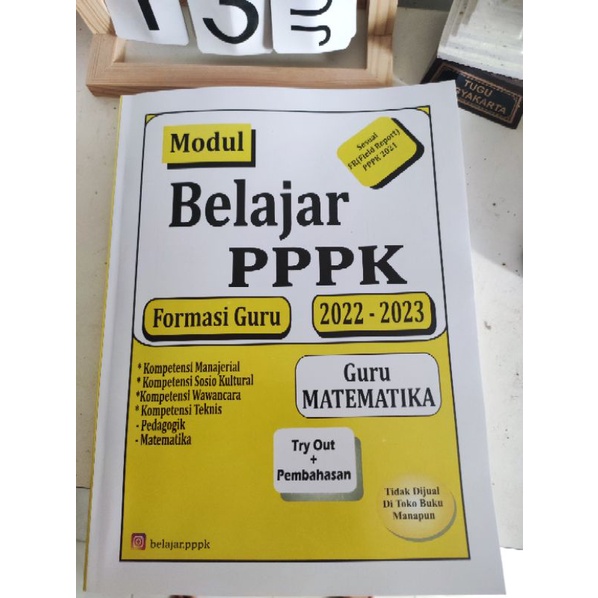 TUGU
Modul
Sesuai
FR(Field Report)
PPPK 2021
Belajar
PPPK
Formasi Guru
2022 - 2023
* Kompetensi Manajerial
* Kompetensi Sosio Kultural
*Kompetensi Wawancara
* Kompetensi Teknis
- Pedagogik
- Matematika
Guru
MATEMATIKA
Try Out
+
Pembahasan
Tidak Dijual
Di Toko Buku
Manapun
belajar.pppk